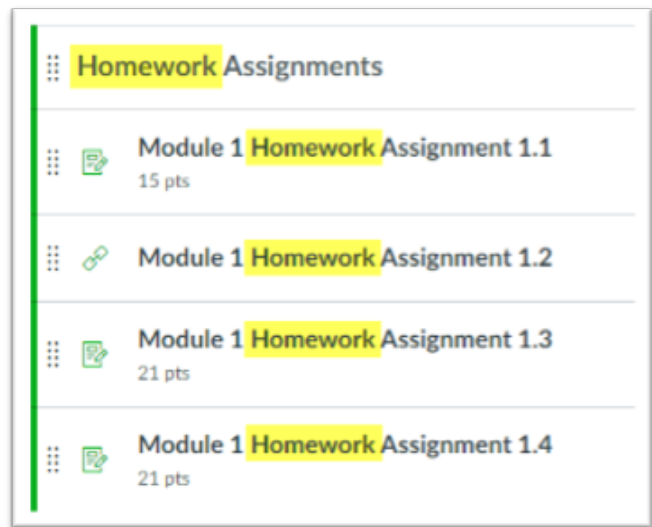 Homework Assignments
Module 1 Homework Assignment 1.1
15 pts
Module 1 Homework Assignment 1.2
Module 1 Homework Assignment 1.3
21 pts
Module 1 Homework Assignment 1.4
21 pts